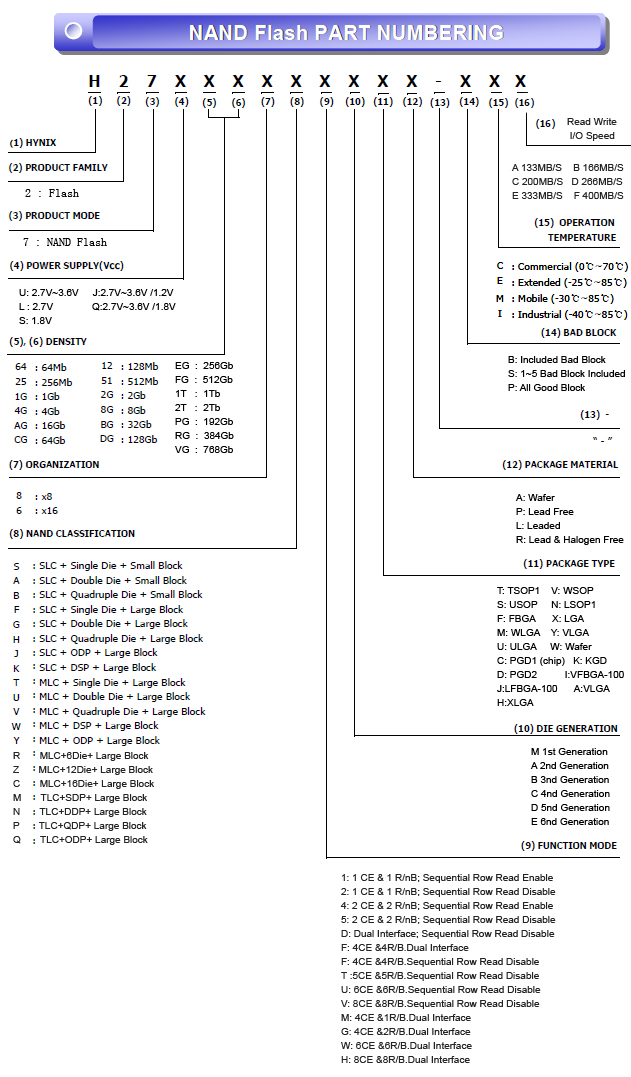 NAND Flash PART NUMBERING
H 2 7 X X X X X X X X X - X X X
(1) (2) (3) (4) (5) (6) (7) (8) (9) (10) (11) (12) (13) (14) (15) (16)
(1) HYNIX
(2) PRODUCT FAMILY
2 : Flash
(3) PRODUCT MODE
7 : NAND Flash
(4) POWER SUPPLY(Vcc)
U: 2.7V~3.6V J:2.7V~3.6V /1.2V
L : 2.7V Q:2.7V~3.6V /1.8V
S: 1.8V
(5), (6) DENSITY
64 : 64Mb 12 : 128Mb EG : 256Gb
25 : 256Mb 51 : 512Mb FG : 512Gb
1G : 1Gb 2G : 2Gb 1T : 1Tb
4G : 4Gb 8G : 8Gb 2T : 2Tb
AG : 16Gb BG : 32Gb PG : 192Gb
CG : 64Gb DG : 128Gb RG : 384Gb
VG : 768Gb
(7) ORGANIZATION
8 : x8
6 : x16
(8) NAND CLASSIFICATION
S : SLC + Single Die + Small Block
A : SLC + Double Die + Small Block
B : SLC + Quadruple Die + Small Block
F : SLC + Single Die + Large Block
G : SLC + Double Die + Large Block
H : SLC + Quadruple Die + Large Block
J : SLC + ODP + Large Block
K : SLC + DSP + Large Block
T : MLC + Single Die + Large Block
U : MLC + Double Die + Large Block
V : MLC + Quadruple Die + Large Block
W : MLC + DSP + Large Block
Y : MLC + ODP + Large Block
R : MLC+6Die+ Large Block
Z : MLC+12Die+ Large Block
C : MLC+16Die+ Large Block
M : TLC+SDP+ Large Block
N : TLC+DDP+ Large Block
P : TLC+QDP+ Large Block
Q : TLC+ODP+ Large Block
(16) Read Write
I/O Speed
A 133MB/S B 166MB/S
C 200MB/S D 266MB/S
E 333MB/S F 400MB/S
(15) OPERATION
TEMPERATURE
C : Commercial (0℃~70℃)
E : Extended (-25℃~85℃)
M : Mobile (-30℃~85℃)
I : Industrial (-40℃~85℃)
(14) BAD BLOCK
B: Included Bad Block
S: 1~5 Bad Block Included
P: All Good Block
(13) -
“ - ”
(12) PACKAGE MATERIAL
A: Wafer
P: Lead Free
L: Leaded
R: Lead & Halogen Free
(11) PACKAGE TYPE
T: TSOP1 V: WSOP
S: USOP N: LSOP1
F: FBGA X: LGA
M: WLGA Y: VLGA
U: ULGA W: Wafer
C: PGD1 (chip) K: KGD
D: PGD2 I:VFBGA-100
J:LFBGA-100 A:VLGA
H:XLGA
(10) DIE GENERATION
M 1st Generation
A 2nd Generation
B 3nd Generation
C 4nd Generation
D 5nd Generation
E 6nd Generation
(9) FUNCTION MODE
1: 1 CE & 1 R/nB; Sequential Row Read Enable
2: 1 CE & 1 R/nB; Sequential Row Read Disable
4: 2 CE & 2 R/nB; Sequential Row Read Enable
5: 2 CE & 2 R/nB; Sequential Row Read Disable
D: Dual Interface; Sequential Row Read Disable
F: 4CE &4R/B.Dual Interface
F: 4CE &4R/B.Sequential Row Read Disable
T :5CE &5R/B.Sequential Row Read Disable
U: 6CE &6R/B.Sequential Row Read Disable
V: 8CE &8R/B.Sequential Row Read Disable
M: 4CE &1R/B.Dual Interface
G: 4CE &2R/B.Dual Interface
W: 6CE &6R/B.Dual Interface
H: 8CE &8R/B.Dual Interface